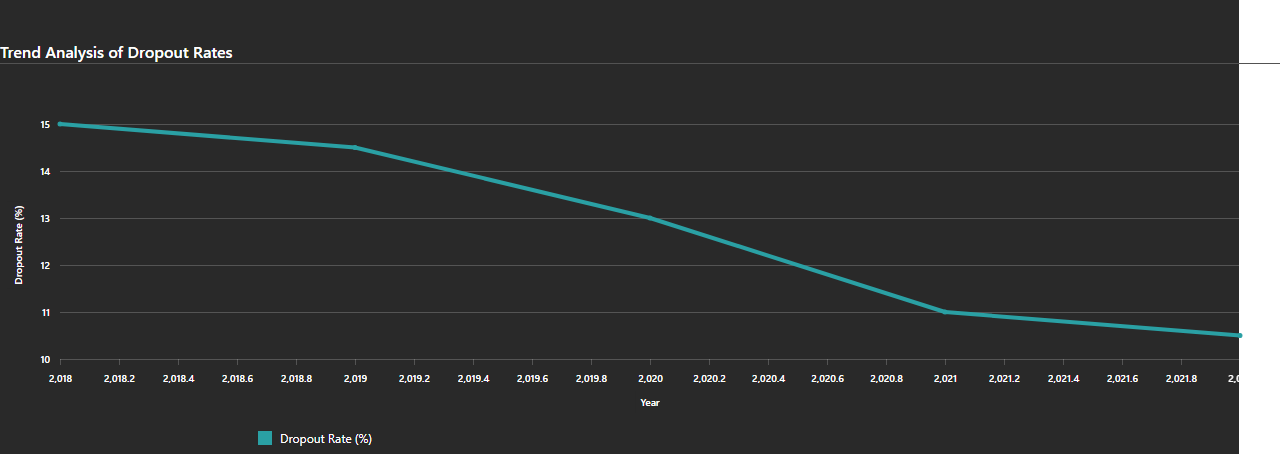 Trend Analysis of Dropout Rates
15
14
13
12
11
10
Dropout Rate (%)
2,018 2,018.2 2,018.4 2,018.6 2,018.8 2,019 2,019.2 2,019.4 2,019.6 2,019.8 2,020 2,020.2 2,020.4 2,020.6 2,020.8 2,021 2,021.2 2,021.4 2,021.6 2,021.8
Year
Dropout Rate (%)